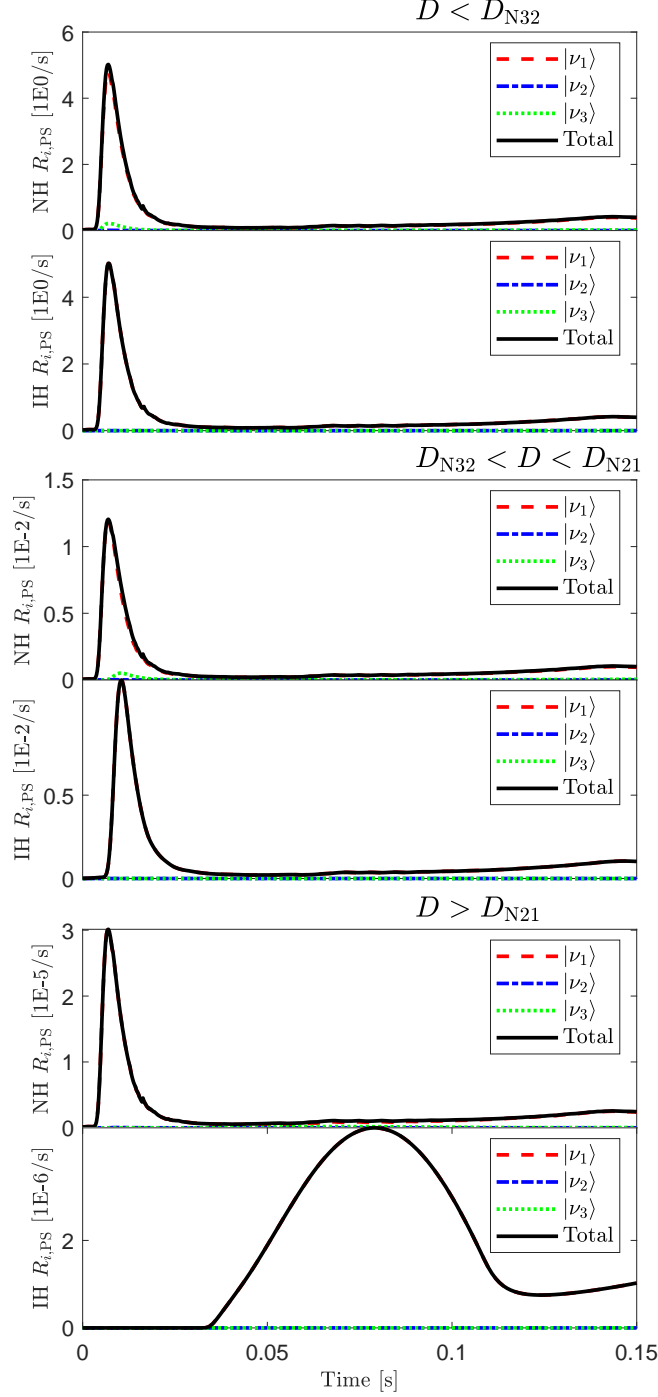 D < D_N32
6
4
2
0
NH R_i,PS [1E0/s]
|ν₁⟩
|ν₂⟩
|ν₃⟩
Total
4
2
0
IH R_i,PS [1E0/s]
|ν₁⟩
|ν₂⟩
|ν₃⟩
Total
D_N32 < D < D_N21
1.5
1
0.5
0
NH R_i,PS [1E-2/s]
|ν₁⟩
|ν₂⟩
|ν₃⟩
Total
0.5
0
IH R_i,PS [1E-2/s]
|ν₁⟩
|ν₂⟩
|ν₃⟩
Total
D > D_N21
3
2
1
0
NH R_i,PS [1E-5/s]
|ν₁⟩
|ν₂⟩
|ν₃⟩
Total
2
0
IH R_i,PS [1E-6/s]
|ν₁⟩
|ν₂⟩
|ν₃⟩
Total
0 0.05 0.1 0.15
Time [s]